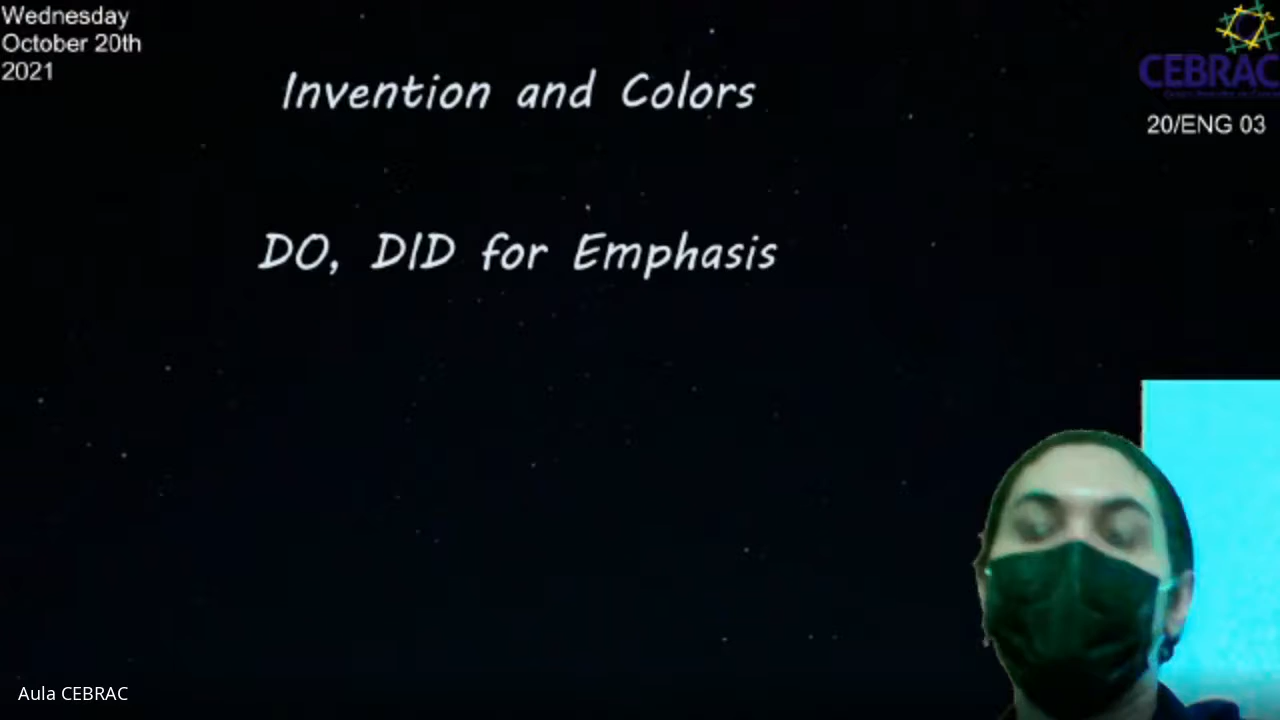 Wednesday
October 20th
2021
Invention and Colors
CEBRAC
20/ENG 03
DO, DID for Emphasis
Aula CEBRAC